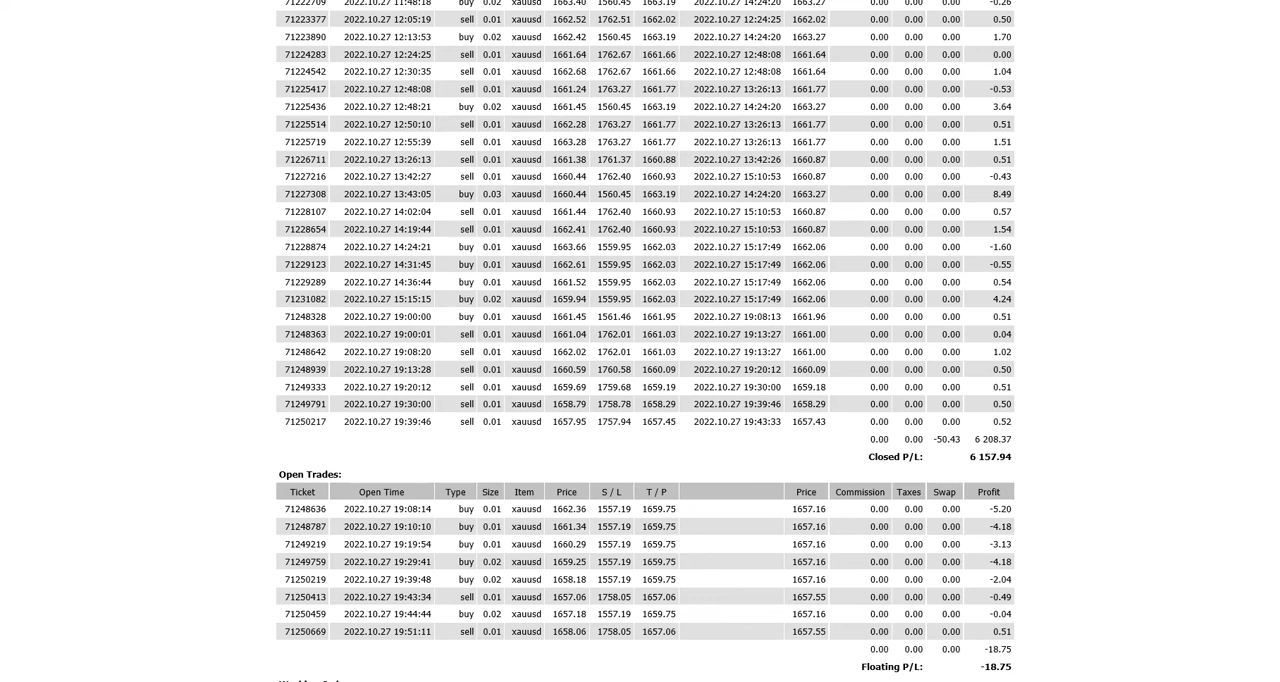 71222709 2022.10.27 11:48:18 buy 0.02 xauusd 1663.40 1560.45 1663.19 2022.10.27 14:24:20 1663.27 0.00 0.00 0.00 -0.26
71223377 2022.10.27 12:05:19 sell 0.01 xauusd 1662.52 1762.51 1662.02 2022.10.27 12:24:25 1662.02 0.00 0.00 0.00 0.50
71223890 2022.10.27 12:13:53 buy 0.02 xauusd 1662.42 1560.45 1663.19 2022.10.27 14:24:20 1663.27 0.00 0.00 0.00 1.70
71224283 2022.10.27 12:24:25 sell 0.01 xauusd 1661.64 1762.67 1661.66 2022.10.27 12:48:08 1661.64 0.00 0.00 0.00 0.00
71224542 2022.10.27 12:30:35 sell 0.01 xauusd 1662.68 1762.67 1661.66 2022.10.27 12:48:08 1661.64 0.00 0.00 0.00 1.04
71225417 2022.10.27 12:48:08 sell 0.01 xauusd 1661.24 1763.27 1661.77 2022.10.27 13:26:13 1661.77 0.00 0.00 0.00 -0.53
71225436 2022.10.27 12:48:21 buy 0.02 xauusd 1661.45 1560.45 1663.19 2022.10.27 14:24:20 1663.27 0.00 0.00 0.00 3.64
71225514 2022.10.27 12:50:10 sell 0.01 xauusd 1662.28 1763.27 1661.77 2022.10.27 13:26:13 1661.77 0.00 0.00 0.00 0.51
71225719 2022.10.27 12:55:39 sell 0.01 xauusd 1663.28 1763.27 1661.77 2022.10.27 13:26:13 1661.77 0.00 0.00 0.00 1.51
71226711 2022.10.27 13:26:13 sell 0.01 xauusd 1661.38 1761.37 1660.88 2022.10.27 13:42:26 1660.87 0.00 0.00 0.00 0.51
71227216 2022.10.27 13:42:27 sell 0.01 xauusd 1660.44 1762.40 1660.93 2022.10.27 15:10:53 1660.87 0.00 0.00 0.00 -0.43
71227308 2022.10.27 13:43:05 buy 0.03 xauusd 1660.44 1560.45 1663.19 2022.10.27 14:24:20 1663.27 0.00 0.00 0.00 8.49
71228107 2022.10.27 14:02:04 sell 0.01 xauusd 1661.44 1762.40 1660.93 2022.10.27 15:10:53 1660.87 0.00 0.00 0.00 0.57
71228654 2022.10.27 14:19:44 sell 0.01 xauusd 1662.41 1762.40 1660.93 2022.10.27 15:10:53 1660.87 0.00 0.00 0.00 1.54
71228874 2022.10.27 14:24:21 buy 0.01 xauusd 1663.66 1559.95 1662.03 2022.10.27 15:17:49 1662.06 0.00 0.00 0.00 -1.60
71229123 2022.10.27 14:31:45 buy 0.01 xauusd 1662.61 1559.95 1662.03 2022.10.27 15:17:49 1662.06 0.00 0.00 0.00 -0.55
71229289 2022.10.27 14:36:44 buy 0.01 xauusd 1661.52 1559.95 1662.03 2022.10.27 15:17:49 1662.06 0.00 0.00 0.00 0.54
71231082 2022.10.27 15:15:15 buy 0.02 xauusd 1659.94 1559.95 1662.03 2022.10.27 15:17:49 1662.06 0.00 0.00 0.00 4.24
71248328 2022.10.27 19:00:00 buy 0.01 xauusd 1661.45 1561.46 1661.95 2022.10.27 19:08:13 1661.96 0.00 0.00 0.00 0.51
71248363 2022.10.27 19:00:01 sell 0.01 xauusd 1661.04 1762.01 1661.03 2022.10.27 19:13:27 1661.00 0.00 0.00 0.00 0.04
71248642 2022.10.27 19:08:20 sell 0.01 xauusd 1662.02 1762.01 1661.03 2022.10.27 19:13:27 1661.00 0.00 0.00 0.00 1.02
71248939 2022.10.27 19:13:28 sell 0.01 xauusd 1660.59 1760.58 1660.09 2022.10.27 19:20:12 1660.09 0.00 0.00 0.00 0.50
71249333 2022.10.27 19:20:12 sell 0.01 xauusd 1659.69 1759.68 1659.19 2022.10.27 19:30:00 1659.18 0.00 0.00 0.00 0.51
71249791 2022.10.27 19:30:00 sell 0.01 xauusd 1658.79 1758.78 1658.29 2022.10.27 19:39:46 1658.29 0.00 0.00 0.00 0.50
71250217 2022.10.27 19:39:46 sell 0.01 xauusd 1657.95 1757.94 1657.45 2022.10.27 19:43:33 1657.43 0.00 0.00 0.00 0.52
0.00 0.00 -50.43 6 208.37
Closed P/L: 6 157.94
Open Trades:
Ticket Open Time Type Size Item Price S / L T / P Price Commission Taxes Swap Profit
71248636 2022.10.27 19:08:14 buy 0.01 xauusd 1662.36 1557.19 1659.75 1657.16 0.00 0.00 0.00 -5.20
71248787 2022.10.27 19:10:10 buy 0.01 xauusd 1661.34 1557.19 1659.75 1657.16 0.00 0.00 0.00 -4.18
71249219 2022.10.27 19:19:54 buy 0.01 xauusd 1660.29 1557.19 1659.75 1657.16 0.00 0.00 0.00 -3.13
71249759 2022.10.27 19:29:41 buy 0.02 xauusd 1659.25 1557.19 1659.75 1657.16 0.00 0.00 0.00 -4.18
71250219 2022.10.27 19:39:48 buy 0.02 xauusd 1658.18 1557.19 1659.75 1657.16 0.00 0.00 0.00 -2.04
71250413 2022.10.27 19:43:34 sell 0.01 xauusd 1657.06 1758.05 1657.06 1657.55 0.00 0.00 0.00 -0.49
71250459 2022.10.27 19:44:44 buy 0.02 xauusd 1657.18 1557.19 1659.75 1657.16 0.00 0.00 0.00 -0.04
71250669 2022.10.27 19:51:11 sell 0.01 xauusd 1658.06 1758.05 1657.06 1657.55 0.00 0.00 0.00 0.51
0.00 0.00 0.00 -18.75
Floating P/L: -18.75